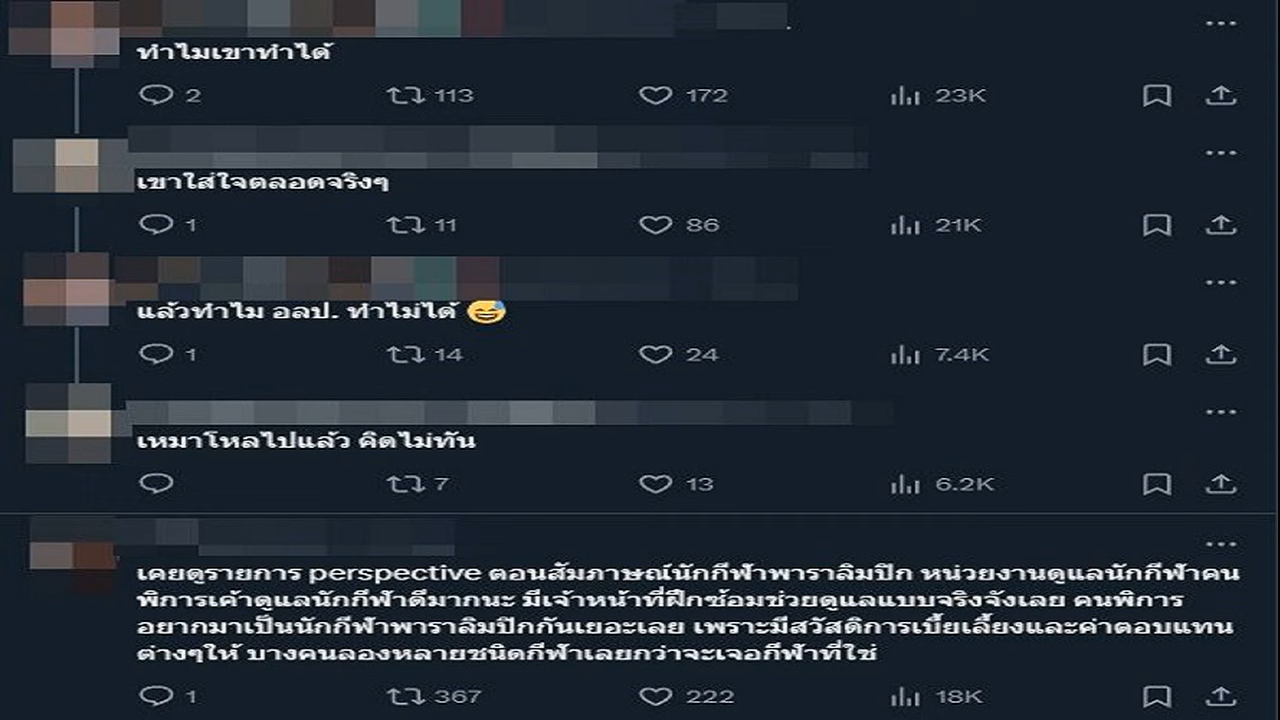 ทำไมเขาทำได้
2 113 172 23K
เขาใส่ใจตลอดจริงๆ
1 11 86 21K
แล้วทำไม อลป. ทำไม่ได้ 😅
1 14 24 7.4K
เหมาโหลไปแล้ว คิดไม่ทัน
7 13 6.2K
เคยดูรายการ perspective ตอนสัมภาษณ์นักกีฬาพาราลิมปิก หน่วยงานดูแลนักกีฬาคน
พิการเค้าดูแลนักกีฬาดีมากนะ มีเจ้าหน้าที่ฝึกซ้อมช่วยดูแลแบบจริงจังเลย คนพิการ
อยากมาเป็นนักกีฬาพาราลิมปิกกันเยอะเลย เพราะมีสวัสดิการเบี้ยเลี้ยงและค่าตอบแทน
ต่างๆให้ บางคนลองหลายชนิดกีฬาเลยกว่าจะเจอกีฬาที่ใช่
1 367 222 18K